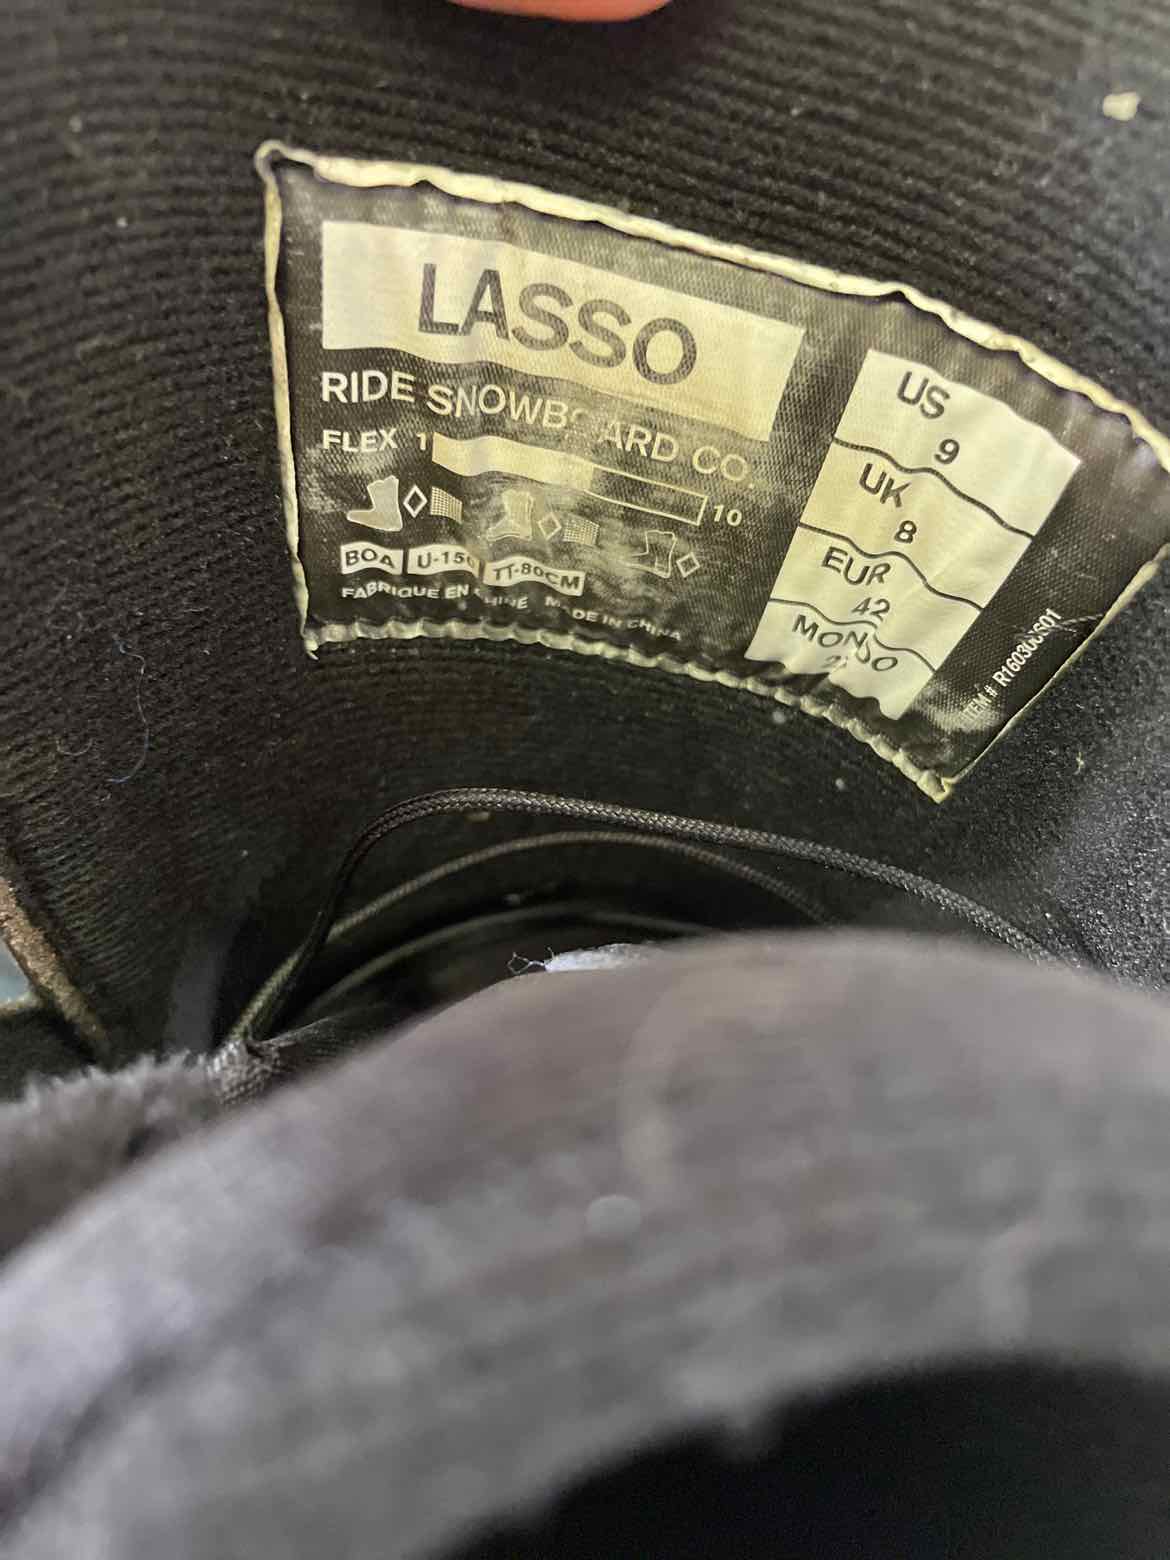 LASSO
RIDE SNOWBOARD CO.
FLEX 1 10
BOA U-150 TT-80CM
FABRIQUE EN CHINE MADE IN CHINA
US
9
UK
8
EUR
42
MONDO
ITEM #